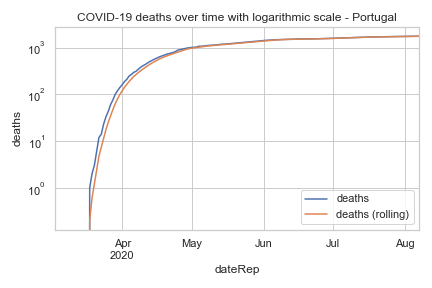 COVID-19 deaths over time with logarithmic scale - Portugal
deaths
10³
10²
10¹
10⁰
deaths
deaths (rolling)
Apr
2020
May
Jun
Jul
Aug
dateRep